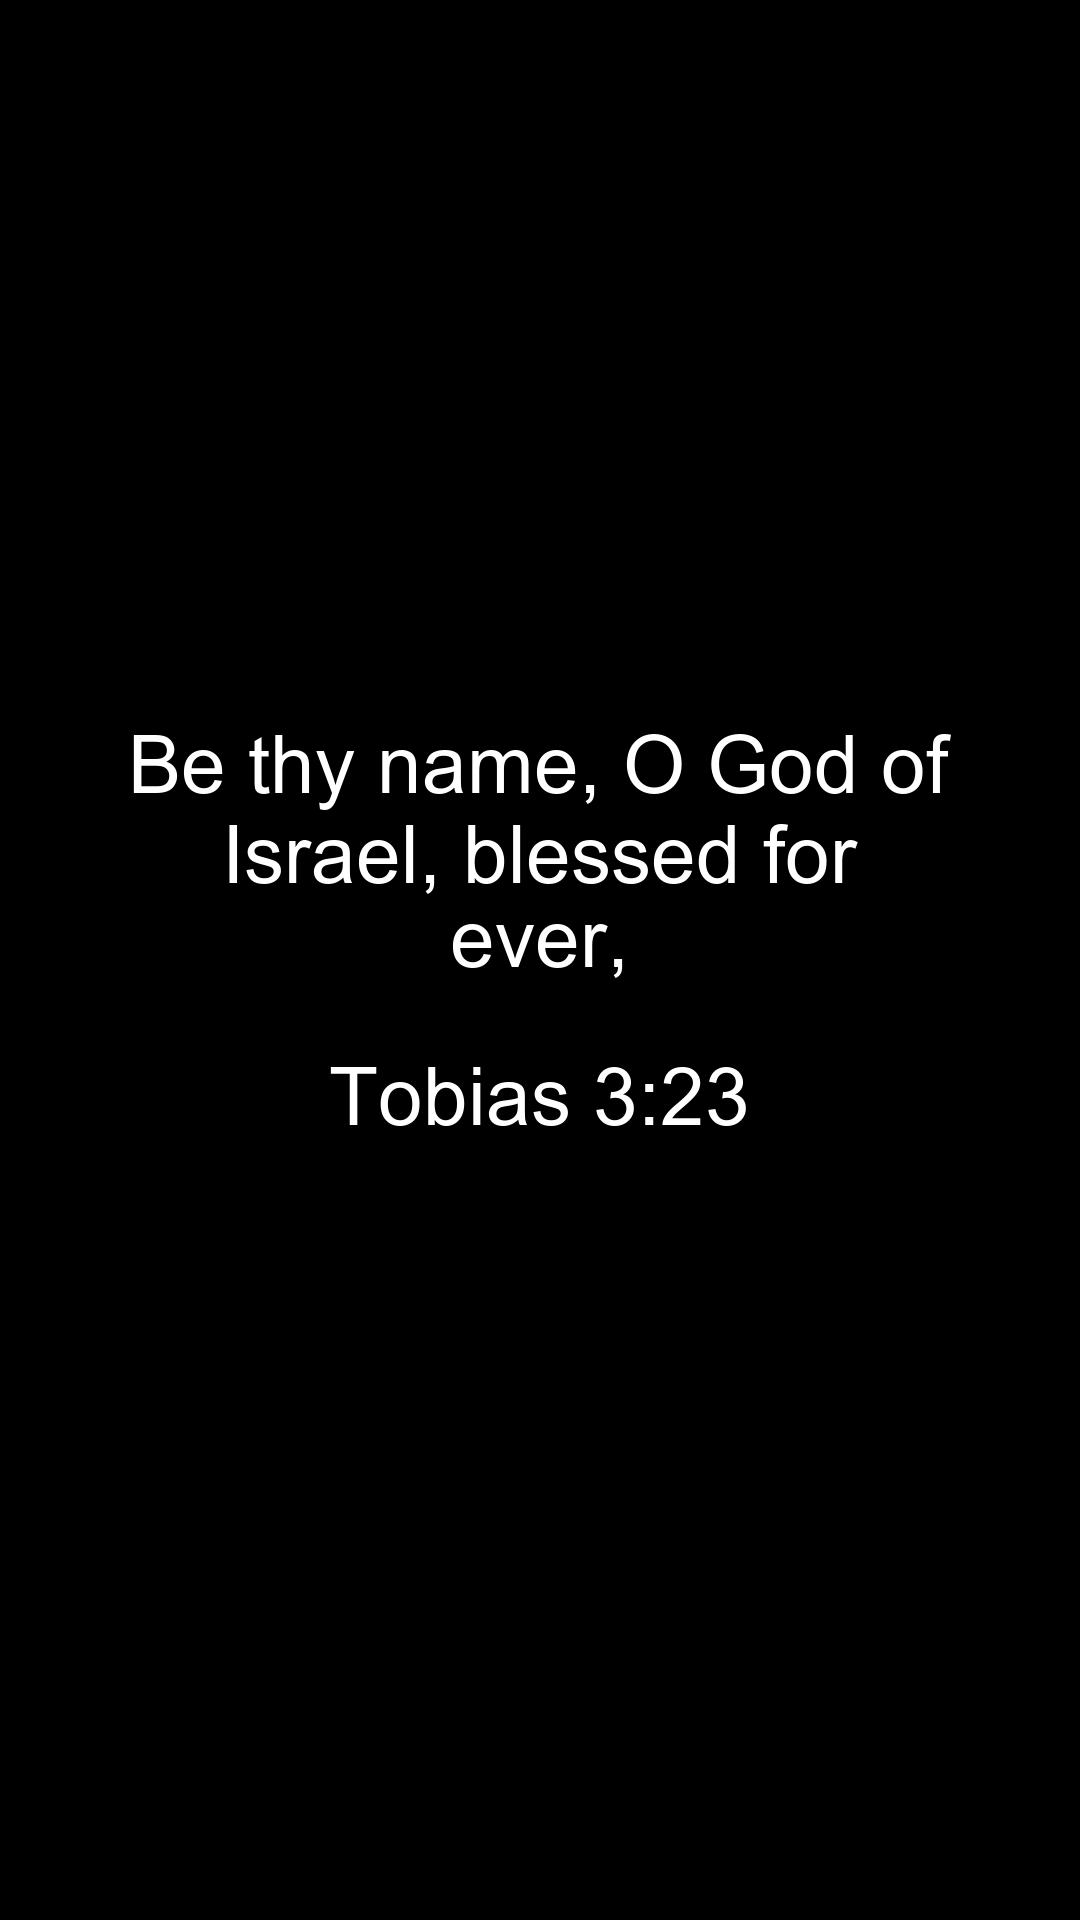 Be thy name, O God of
Israel, blessed for
ever,
Tobias 3:23